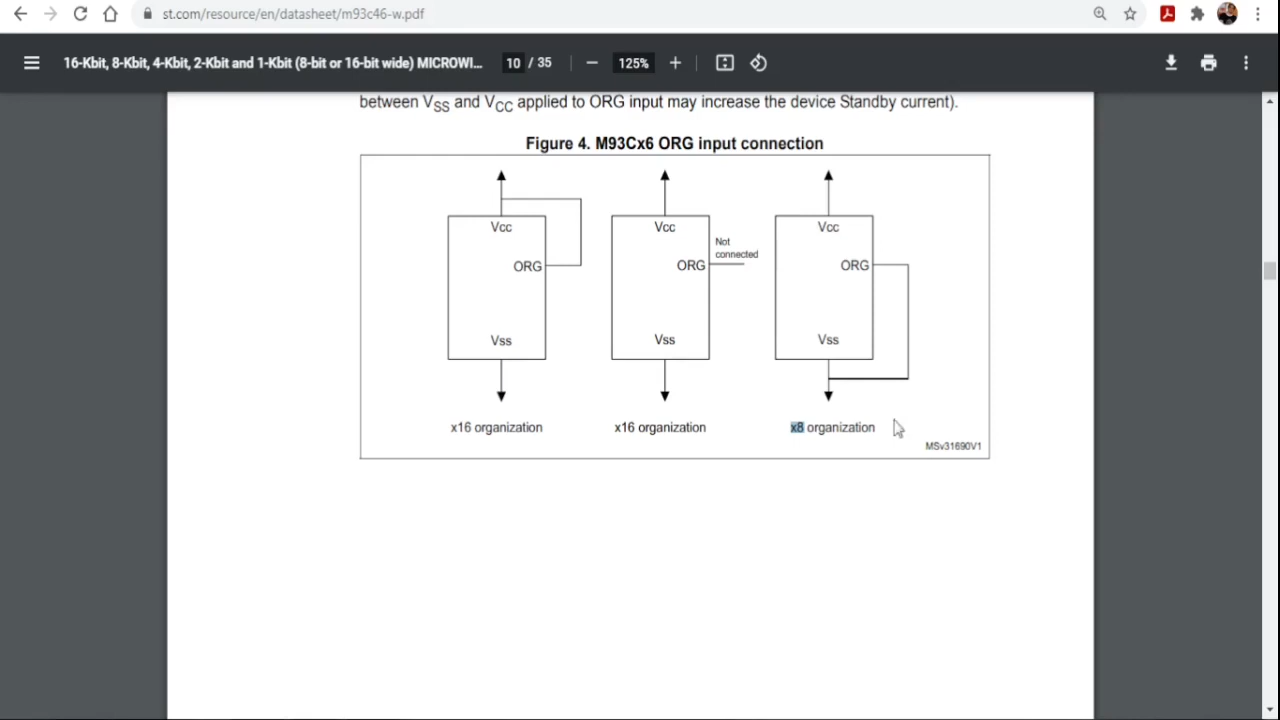 st.com/resource/en/datasheet/m93c46-w.pdf
16-Kbit, 8-Kbit, 4-Kbit, 2-Kbit and 1-Kbit (8-bit or 16-bit wide) MICROWI... 10 / 35 125%
between VSS and VCC applied to ORG input may increase the device Standby current).
Figure 4. M93Cx6 ORG input connection
Vcc Vcc Vcc
Not
connected
ORG ORG ORG
Vss Vss Vss
x16 organization x16 organization x8 organization
MSv31690V1